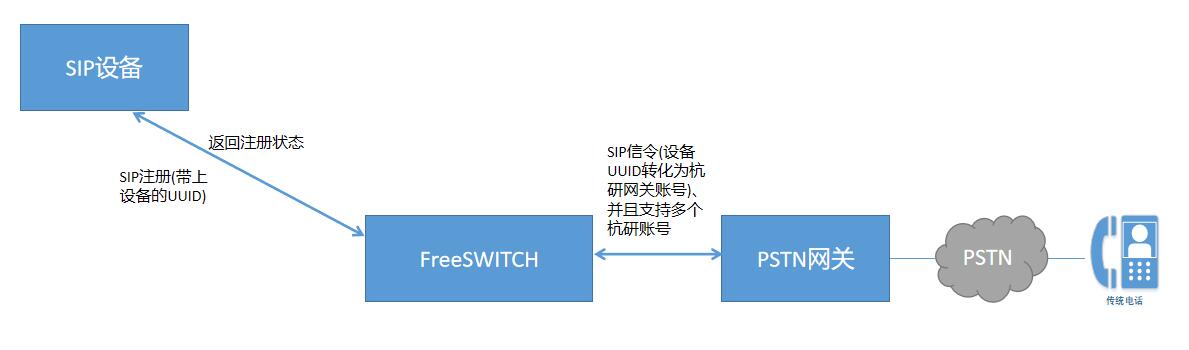 SIP设备
返回注册状态
SIP注册(带上
设备的UUID)
SIP信令(设备
UUID转化为杭
研网关账号)、
并且支持多个
杭研账号
FreeSWITCH
PSTN网关
PSTN
传统电话